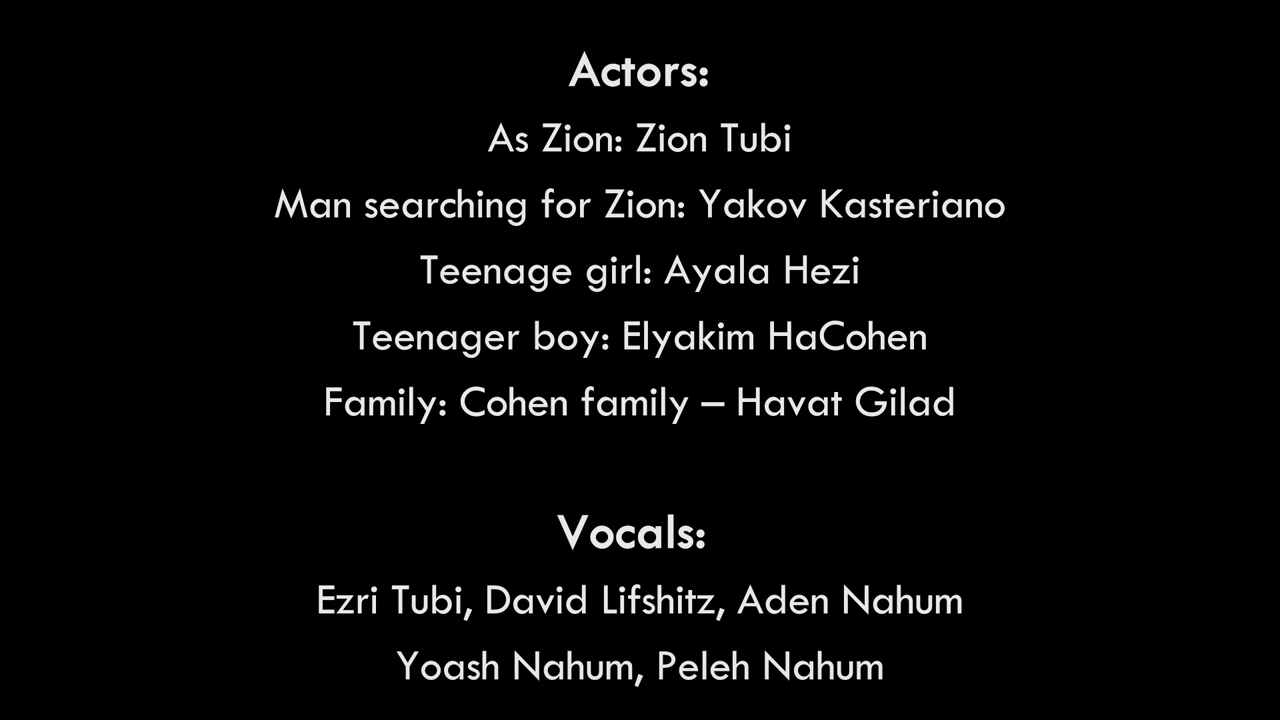 Actors:
As Zion: Zion Tubi
Man searching for Zion: Yakov Kasteriano
Teenage girl: Ayala Hezi
Teenager boy: Elyakim HaCohen
Family: Cohen family – Havat Gilad
Vocals:
Ezri Tubi, David Lifshitz, Aden Nahum
Yoash Nahum, Peleh Nahum